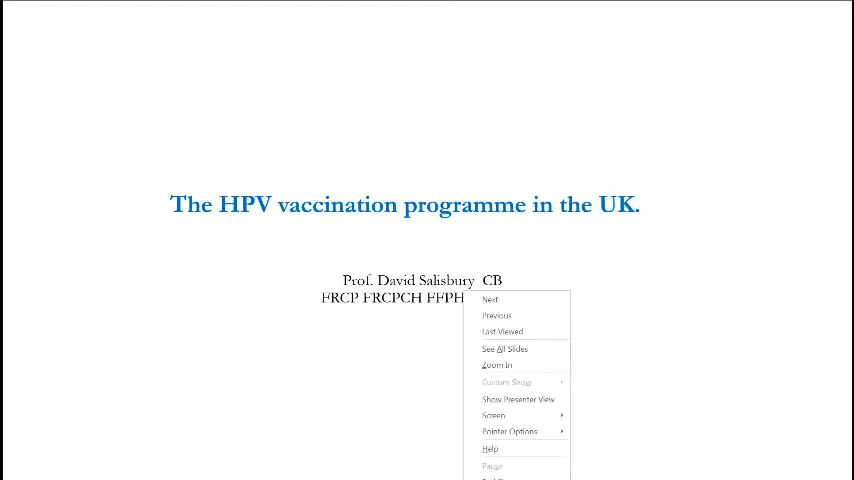 The HPV vaccination programme in the UK.
Prof. David Salisbury CB
FRCP FRCPCH FFPH
Next
Previous
Last Viewed
See All Slides
Zoom In
Custom Show
Show Presenter View
Screen
Pointer Options
Help
Pause